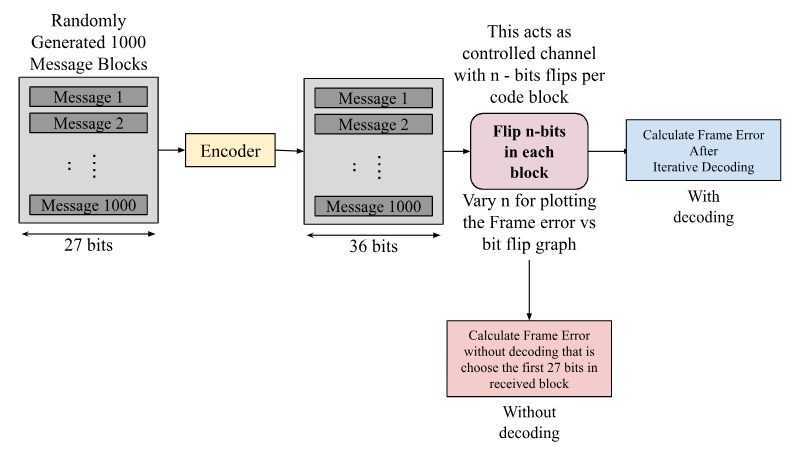 Randomly
Generated 1000
Message Blocks
Message 1
Message 2
: :
Message 1000
27 bits
Encoder
Message 1
Message 2
: :
Message 1000
36 bits
This acts as
controlled channel
with n - bits flips per
code block
Flip n-bits
in each
block
Vary n for plotting
the Frame error vs
bit flip graph
Calculate Frame Error
After
Iterative Decoding
With
decoding
Calculate Frame Error
without decoding that is
choose the first 27 bits in
received block
Without
decoding